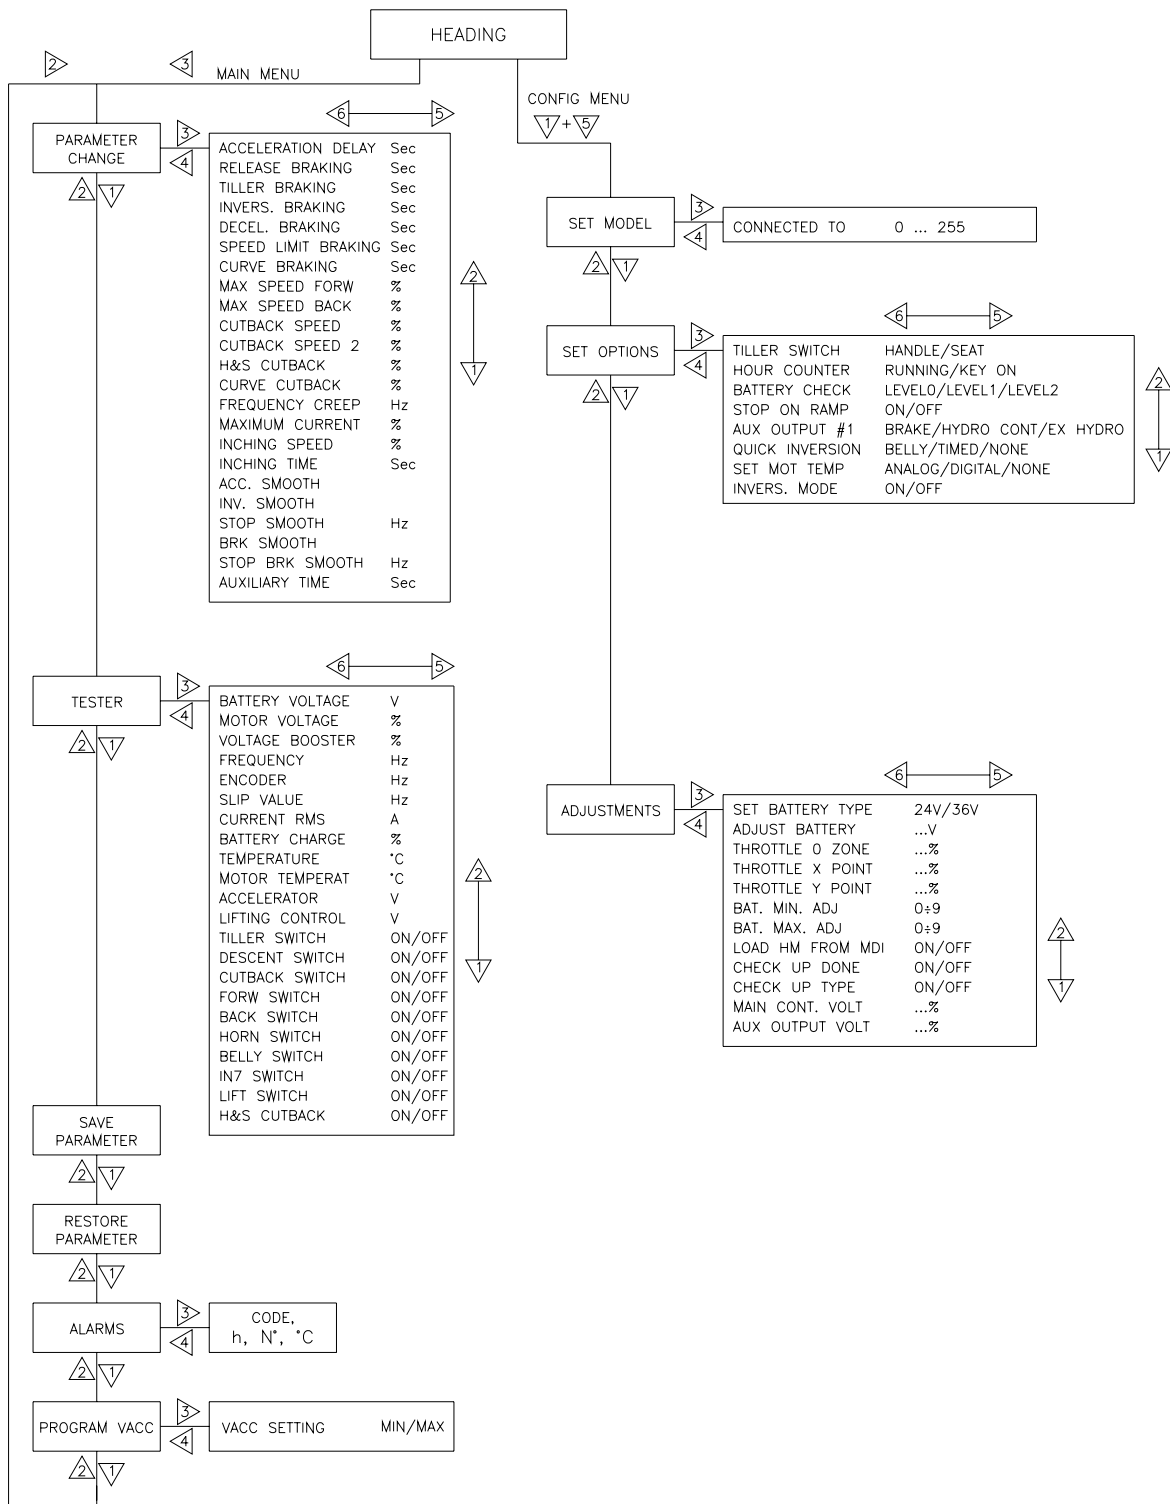 HEADING
2
3
MAIN MENU
CONFIG MENU
1 + 5
PARAMETER
CHANGE
3
4
2 1
6 5
ACCELERATION DELAY Sec
RELEASE BRAKING Sec
TILLER BRAKING Sec
INVERS. BRAKING Sec
DECEL. BRAKING Sec
SPEED LIMIT BRAKING Sec
CURVE BRAKING Sec
MAX SPEED FORW %
MAX SPEED BACK %
CUTBACK SPEED %
CUTBACK SPEED 2 %
H&S CUTBACK %
CURVE CUTBACK %
FREQUENCY CREEP Hz
MAXIMUM CURRENT %
INCHING SPEED %
INCHING TIME Sec
ACC. SMOOTH
INV. SMOOTH
STOP SMOOTH Hz
BRK SMOOTH
STOP BRK SMOOTH Hz
AUXILIARY TIME Sec
2
1
SET MODEL
3
4
2 1
CONNECTED TO 0 ... 255
SET OPTIONS
3
4
2 1
6 5
TILLER SWITCH HANDLE/SEAT
HOUR COUNTER RUNNING/KEY ON
BATTERY CHECK LEVEL0/LEVEL1/LEVEL2
STOP ON RAMP ON/OFF
AUX OUTPUT #1 BRAKE/HYDRO CONT/EX HYDRO
QUICK INVERSION BELLY/TIMED/NONE
SET MOT TEMP ANALOG/DIGITAL/NONE
INVERS. MODE ON/OFF
2
1
TESTER
3
4
2 1
6 5
BATTERY VOLTAGE V
MOTOR VOLTAGE %
VOLTAGE BOOSTER %
FREQUENCY Hz
ENCODER Hz
SLIP VALUE Hz
CURRENT RMS A
BATTERY CHARGE %
TEMPERATURE °C
MOTOR TEMPERAT °C
ACCELERATOR V
LIFTING CONTROL V
TILLER SWITCH ON/OFF
DESCENT SWITCH ON/OFF
CUTBACK SWITCH ON/OFF
FORW SWITCH ON/OFF
BACK SWITCH ON/OFF
HORN SWITCH ON/OFF
BELLY SWITCH ON/OFF
IN7 SWITCH ON/OFF
LIFT SWITCH ON/OFF
H&S CUTBACK ON/OFF
2
1
ADJUSTMENTS
3
4
6 5
SET BATTERY TYPE 24V/36V
ADJUST BATTERY ...V
THROTTLE 0 ZONE ...%
THROTTLE X POINT ...%
THROTTLE Y POINT ...%
BAT. MIN. ADJ 0÷9
BAT. MAX. ADJ 0÷9
LOAD HM FROM MDI ON/OFF
CHECK UP DONE ON/OFF
CHECK UP TYPE ON/OFF
MAIN CONT. VOLT ...%
AUX OUTPUT VOLT ...%
2
1
SAVE
PARAMETER
2 1
RESTORE
PARAMETER
2 1
ALARMS
3
4
2 1
CODE,
h, N°, °C
PROGRAM VACC
3
4
2 1
VACC SETTING MIN/MAX